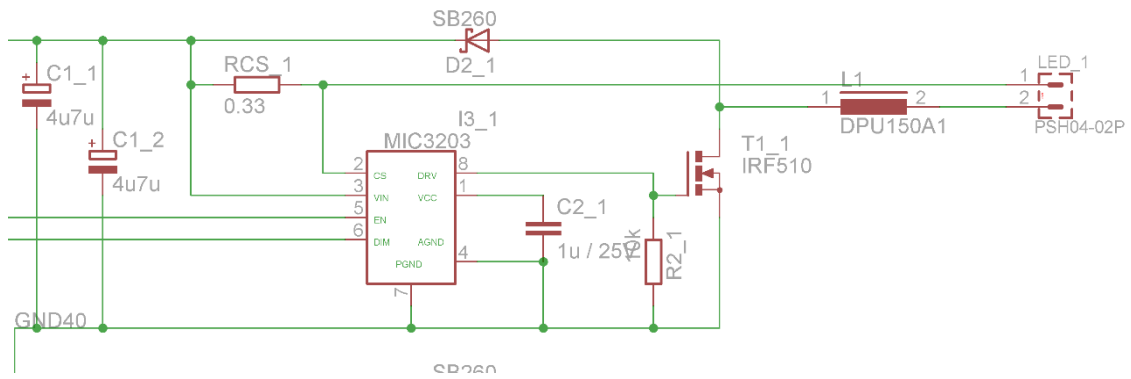 SB260
D2_1
RCS_1
0.33
+
C1_1
4u7u
+
C1_2
4u7u
I3_1
MIC3203
2 CS DRV 8
3 VIN VCC 1
5 EN
6 DIM AGND 4
PGND
7
C2_1
1u / 25V
10k
R2_1
T1_1
IRF510
L1
1 2
DPU150A1
LED_1
1
2
1
PSH04-02P
GND40
SB260